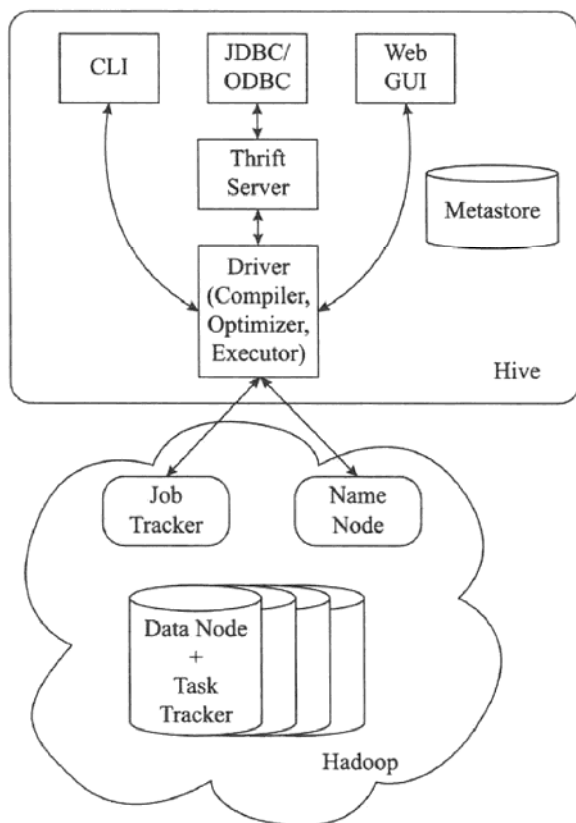 CLI
JDBC/
ODBC
Web
GUI
Thrift
Server
Metastore
Driver
(Compiler,
Optimizer,
Executor)
Hive
Job
Tracker
Name
Node
Data Node
+
Task
Tracker
Hadoop